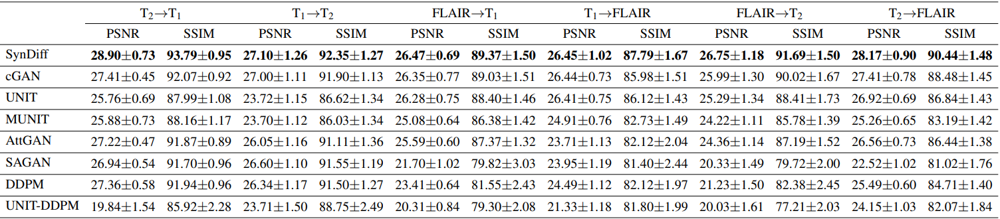 T2→T1 T1→T2 FLAIR→T1 T1→FLAIR FLAIR→T2 T2→FLAIR
PSNR SSIM PSNR SSIM PSNR SSIM PSNR SSIM PSNR SSIM PSNR SSIM
SynDiff 28.90±0.73 93.79±0.95 27.10±1.26 92.35±1.27 26.47±0.69 89.37±1.50 26.45±1.02 87.79±1.67 26.75±1.18 91.69±1.50 28.17±0.90 90.44±1.48
cGAN 27.41±0.45 92.07±0.92 27.00±1.11 91.90±1.13 26.35±0.77 89.03±1.51 26.44±0.73 85.98±1.51 25.99±1.30 90.02±1.67 27.41±0.78 88.48±1.45
UNIT 25.76±0.69 87.99±1.08 23.72±1.15 86.62±1.34 26.28±0.75 88.40±1.46 26.41±0.75 86.12±1.43 25.29±1.34 88.41±1.73 26.92±0.69 86.84±1.43
MUNIT 25.88±0.73 88.16±1.17 23.70±1.12 86.03±1.34 25.08±0.64 86.38±1.42 24.91±0.76 82.73±1.49 24.22±1.11 85.78±1.39 25.26±0.65 83.19±1.42
AttGAN 27.22±0.47 91.87±0.89 26.05±1.16 91.11±1.36 25.59±0.60 87.37±1.32 23.71±1.13 82.12±2.04 24.36±1.14 87.19±1.52 26.56±0.73 86.44±1.38
SAGAN 26.94±0.54 91.70±0.96 26.60±1.10 91.55±1.19 21.70±1.02 79.82±3.03 23.95±1.19 81.40±2.44 20.33±1.49 79.72±2.00 22.52±1.02 81.02±1.76
DDPM 27.36±0.58 91.94±0.96 26.34±1.17 91.50±1.27 23.41±0.64 81.55±2.43 24.49±1.12 82.12±1.97 21.23±1.50 82.38±2.45 25.49±0.60 84.71±1.40
UNIT-DDPM 19.84±1.54 85.92±2.28 23.71±1.50 88.75±2.49 20.31±0.84 79.30±2.08 21.33±1.18 81.80±1.99 20.03±1.61 77.21±2.03 24.15±1.03 82.07±1.84